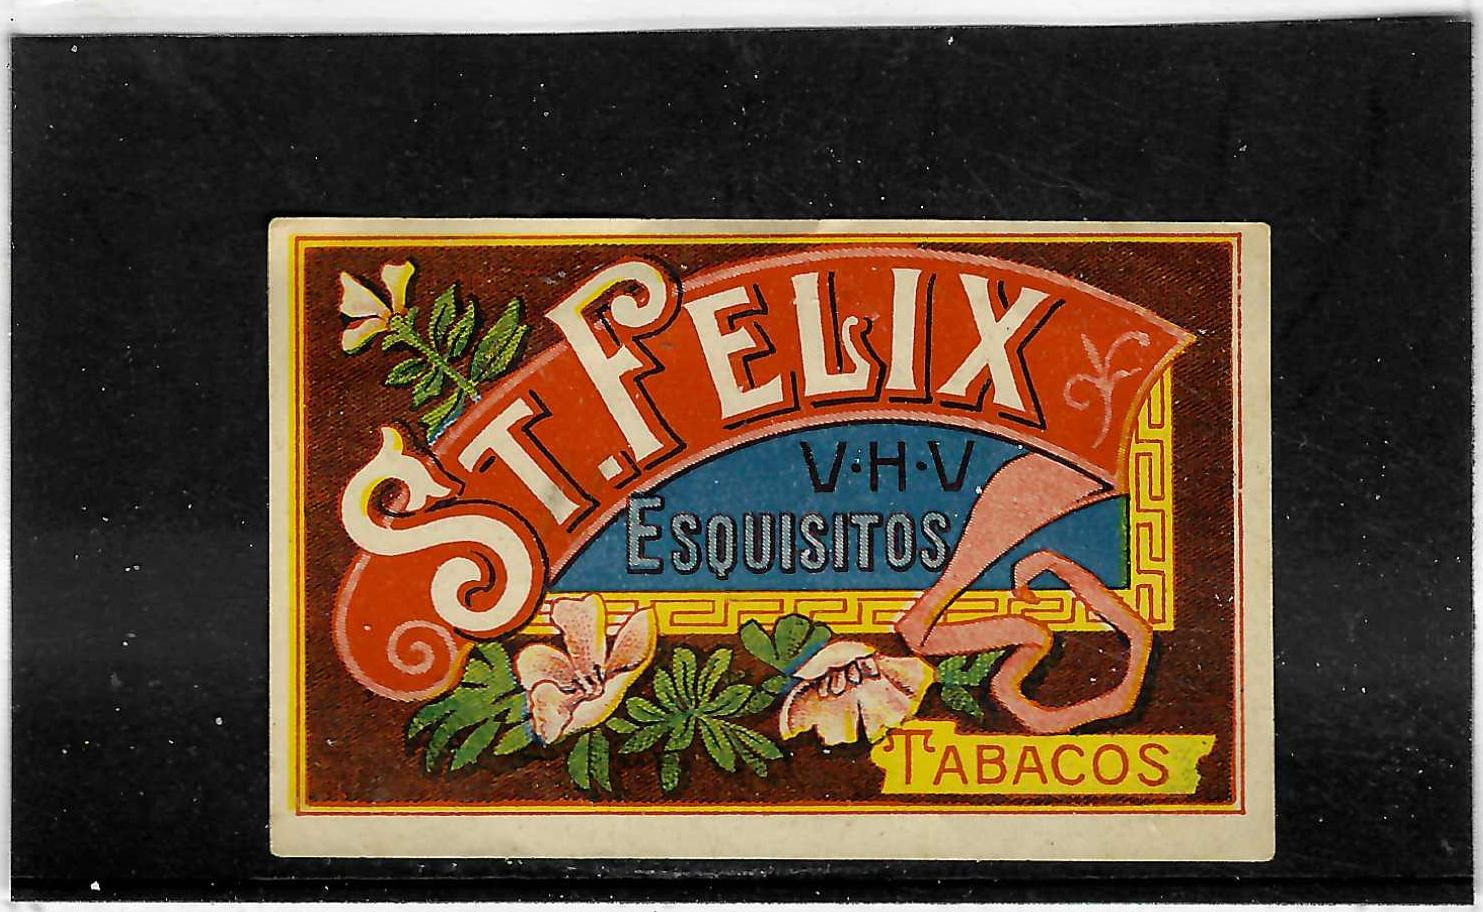 ST. FELIX
V·H·V
ESQUISITOS
TABACOS